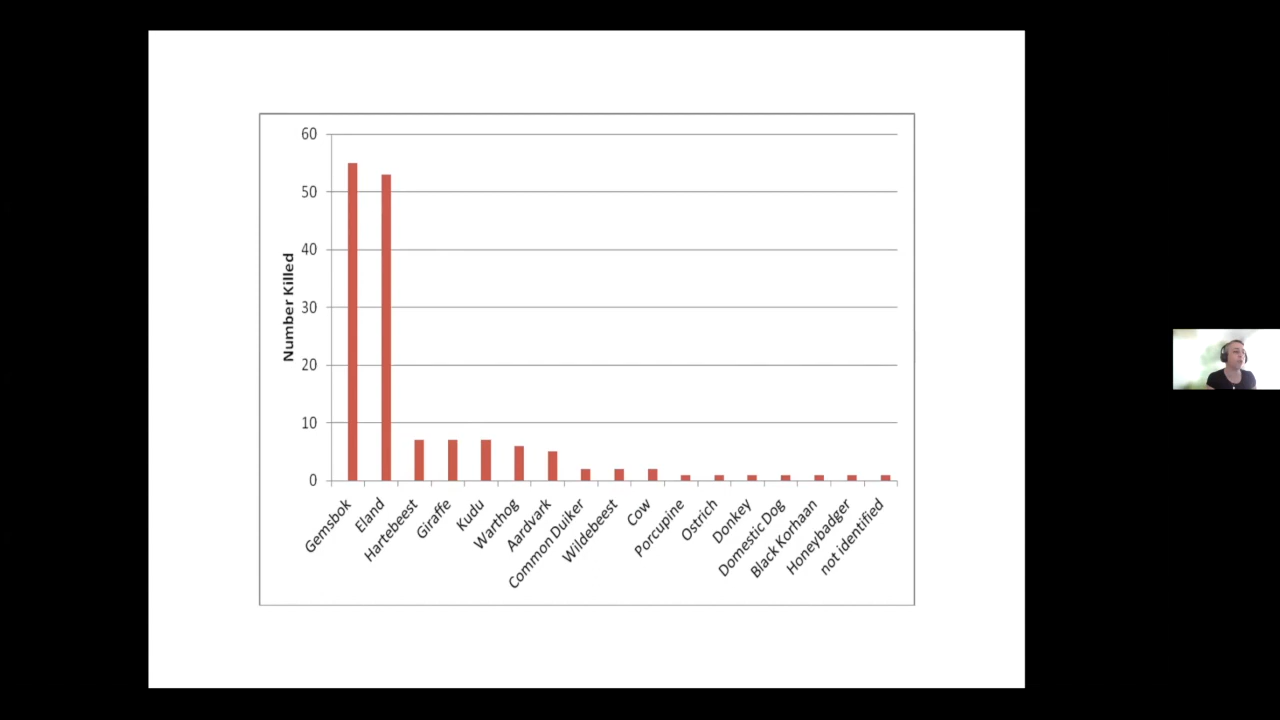 60
50
40
30
20
10
0
Number Killed
Gemsbok
Eland
Hartebeest
Giraffe
Kudu
Warthog
Aardvark
Common Duiker
Wildebeest
Cow
Porcupine
Ostrich
Donkey
Domestic Dog
Black Korhaan
Honeybadger
not identified